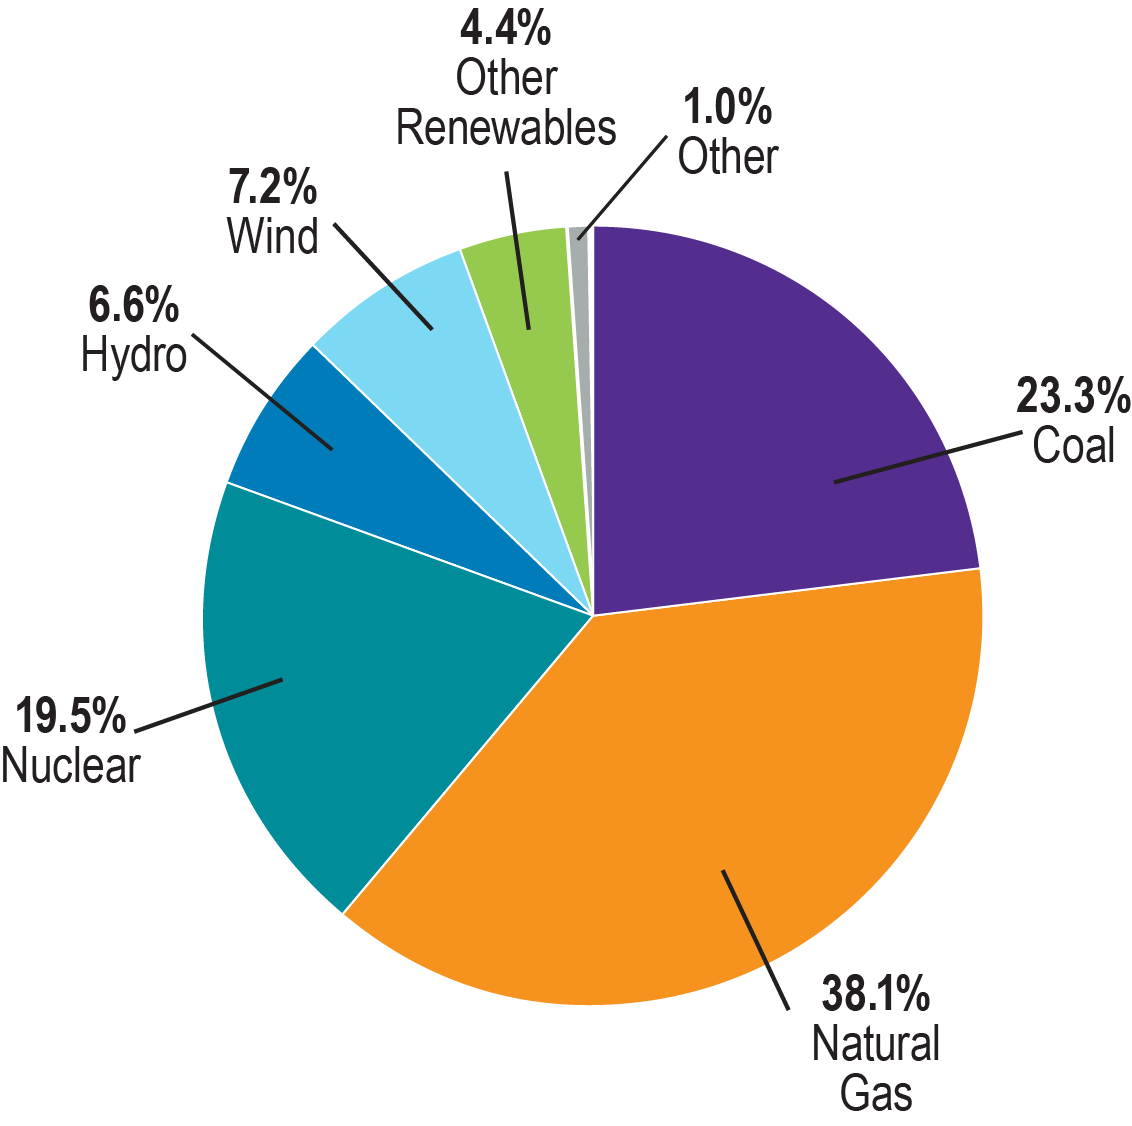 4.4%
Other
Renewables
1.0%
Other
7.2%
Wind
6.6%
Hydro
23.3%
Coal
19.5%
Nuclear
38.1%
Natural
Gas